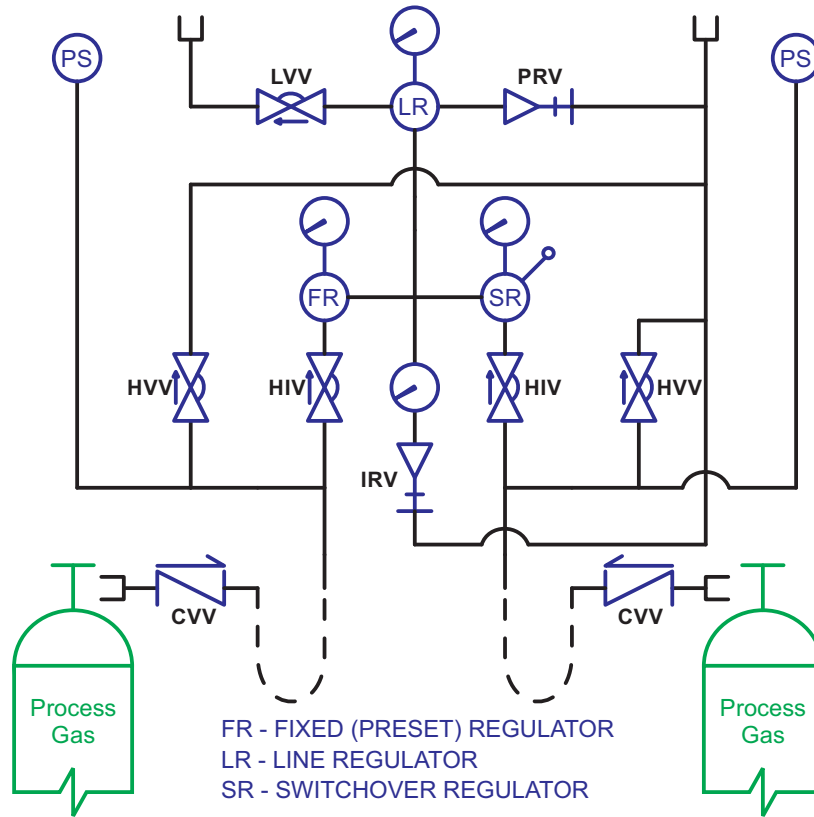 PS
LVV
LR
PRV
PS
FR
SR
HVV
HIV
HIV
HVV
IRV
CVV
CVV
Process
Gas
Process
Gas
FR - FIXED (PRESET) REGULATOR
LR - LINE REGULATOR
SR - SWITCHOVER REGULATOR